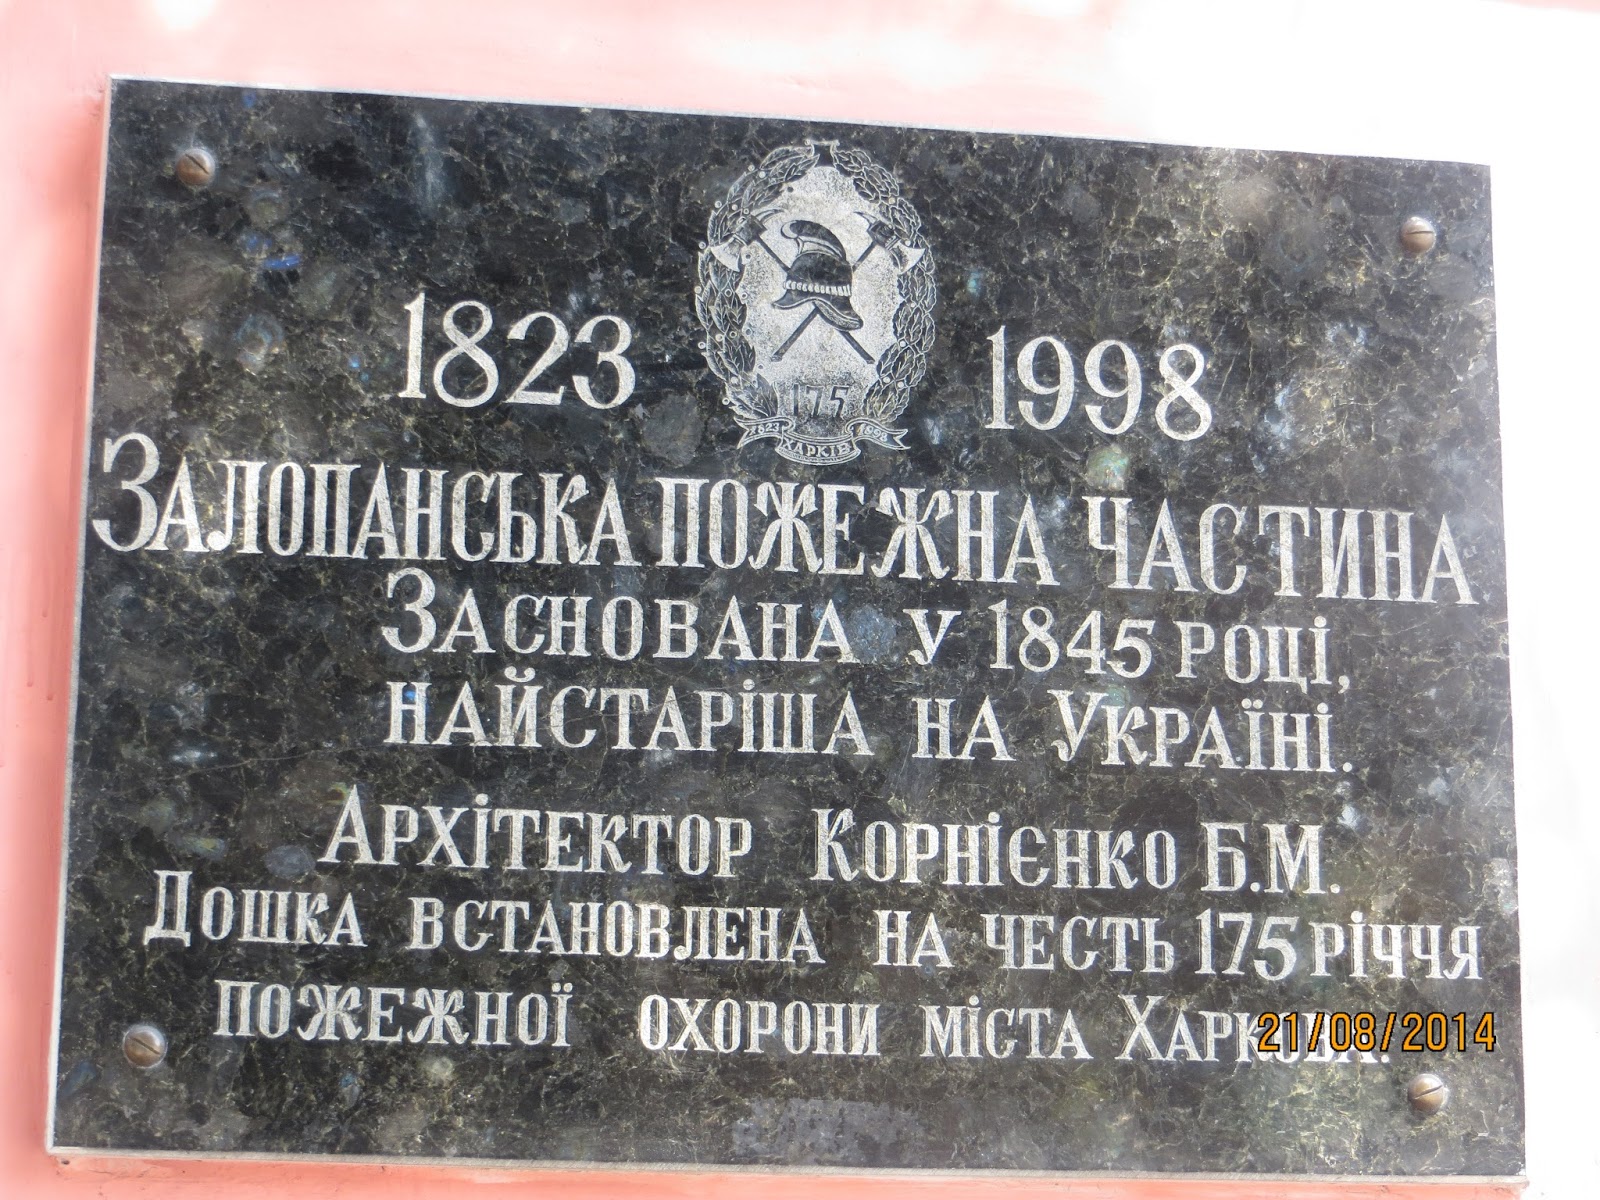 1823 1998
175
1823 1998
ХАРКІВ
ЗАЛОПАНСЬКА ПОЖЕЖНА ЧАСТИНА
ЗАСНОВАНА У 1845 РОЦІ,
НАЙСТАРІША НА УКРАЇНІ.
АРХІТЕКТОР КОРНІЄНКО Б.М.
ДОШКА ВСТАНОВЛЕНА НА ЧЕСТЬ 175 РІЧЧЯ
ПОЖЕЖНОЇ ОХОРОНИ МІСТА ХАРКОВА.
21/08/2014